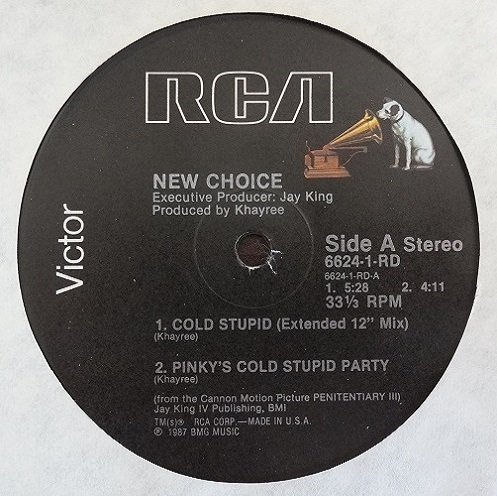 RCA
Victor
NEW CHOICE
Executive Producer: Jay King
Produced by Khayree
Side A Stereo
6624-1-RD
6624-1-RD-A
1. 5:28 2. 4:11
33⅓ RPM
1. COLD STUPID (Extended 12" Mix)
(Khayree)
2. PINKY'S COLD STUPID PARTY
(Khayree)
(from the Cannon Motion Picture PENITENTIARY III)
Jay King IV Publishing, BMI
TM(s)® RCA CORP.—MADE IN U.S.A.
℗ 1987 BMG MUSIC